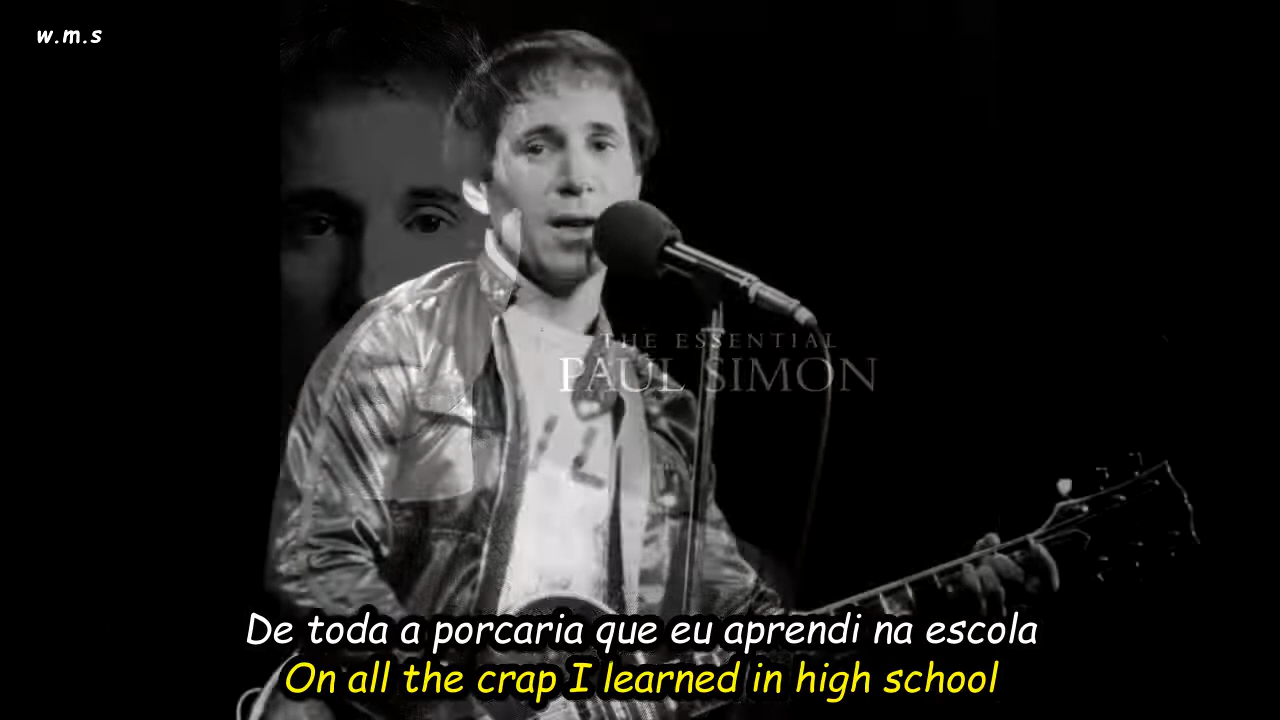 w.m.s
THE ESSENTIAL
PAUL SIMON
De toda a porcaria que eu aprendi na escola
On all the crap I learned in high school